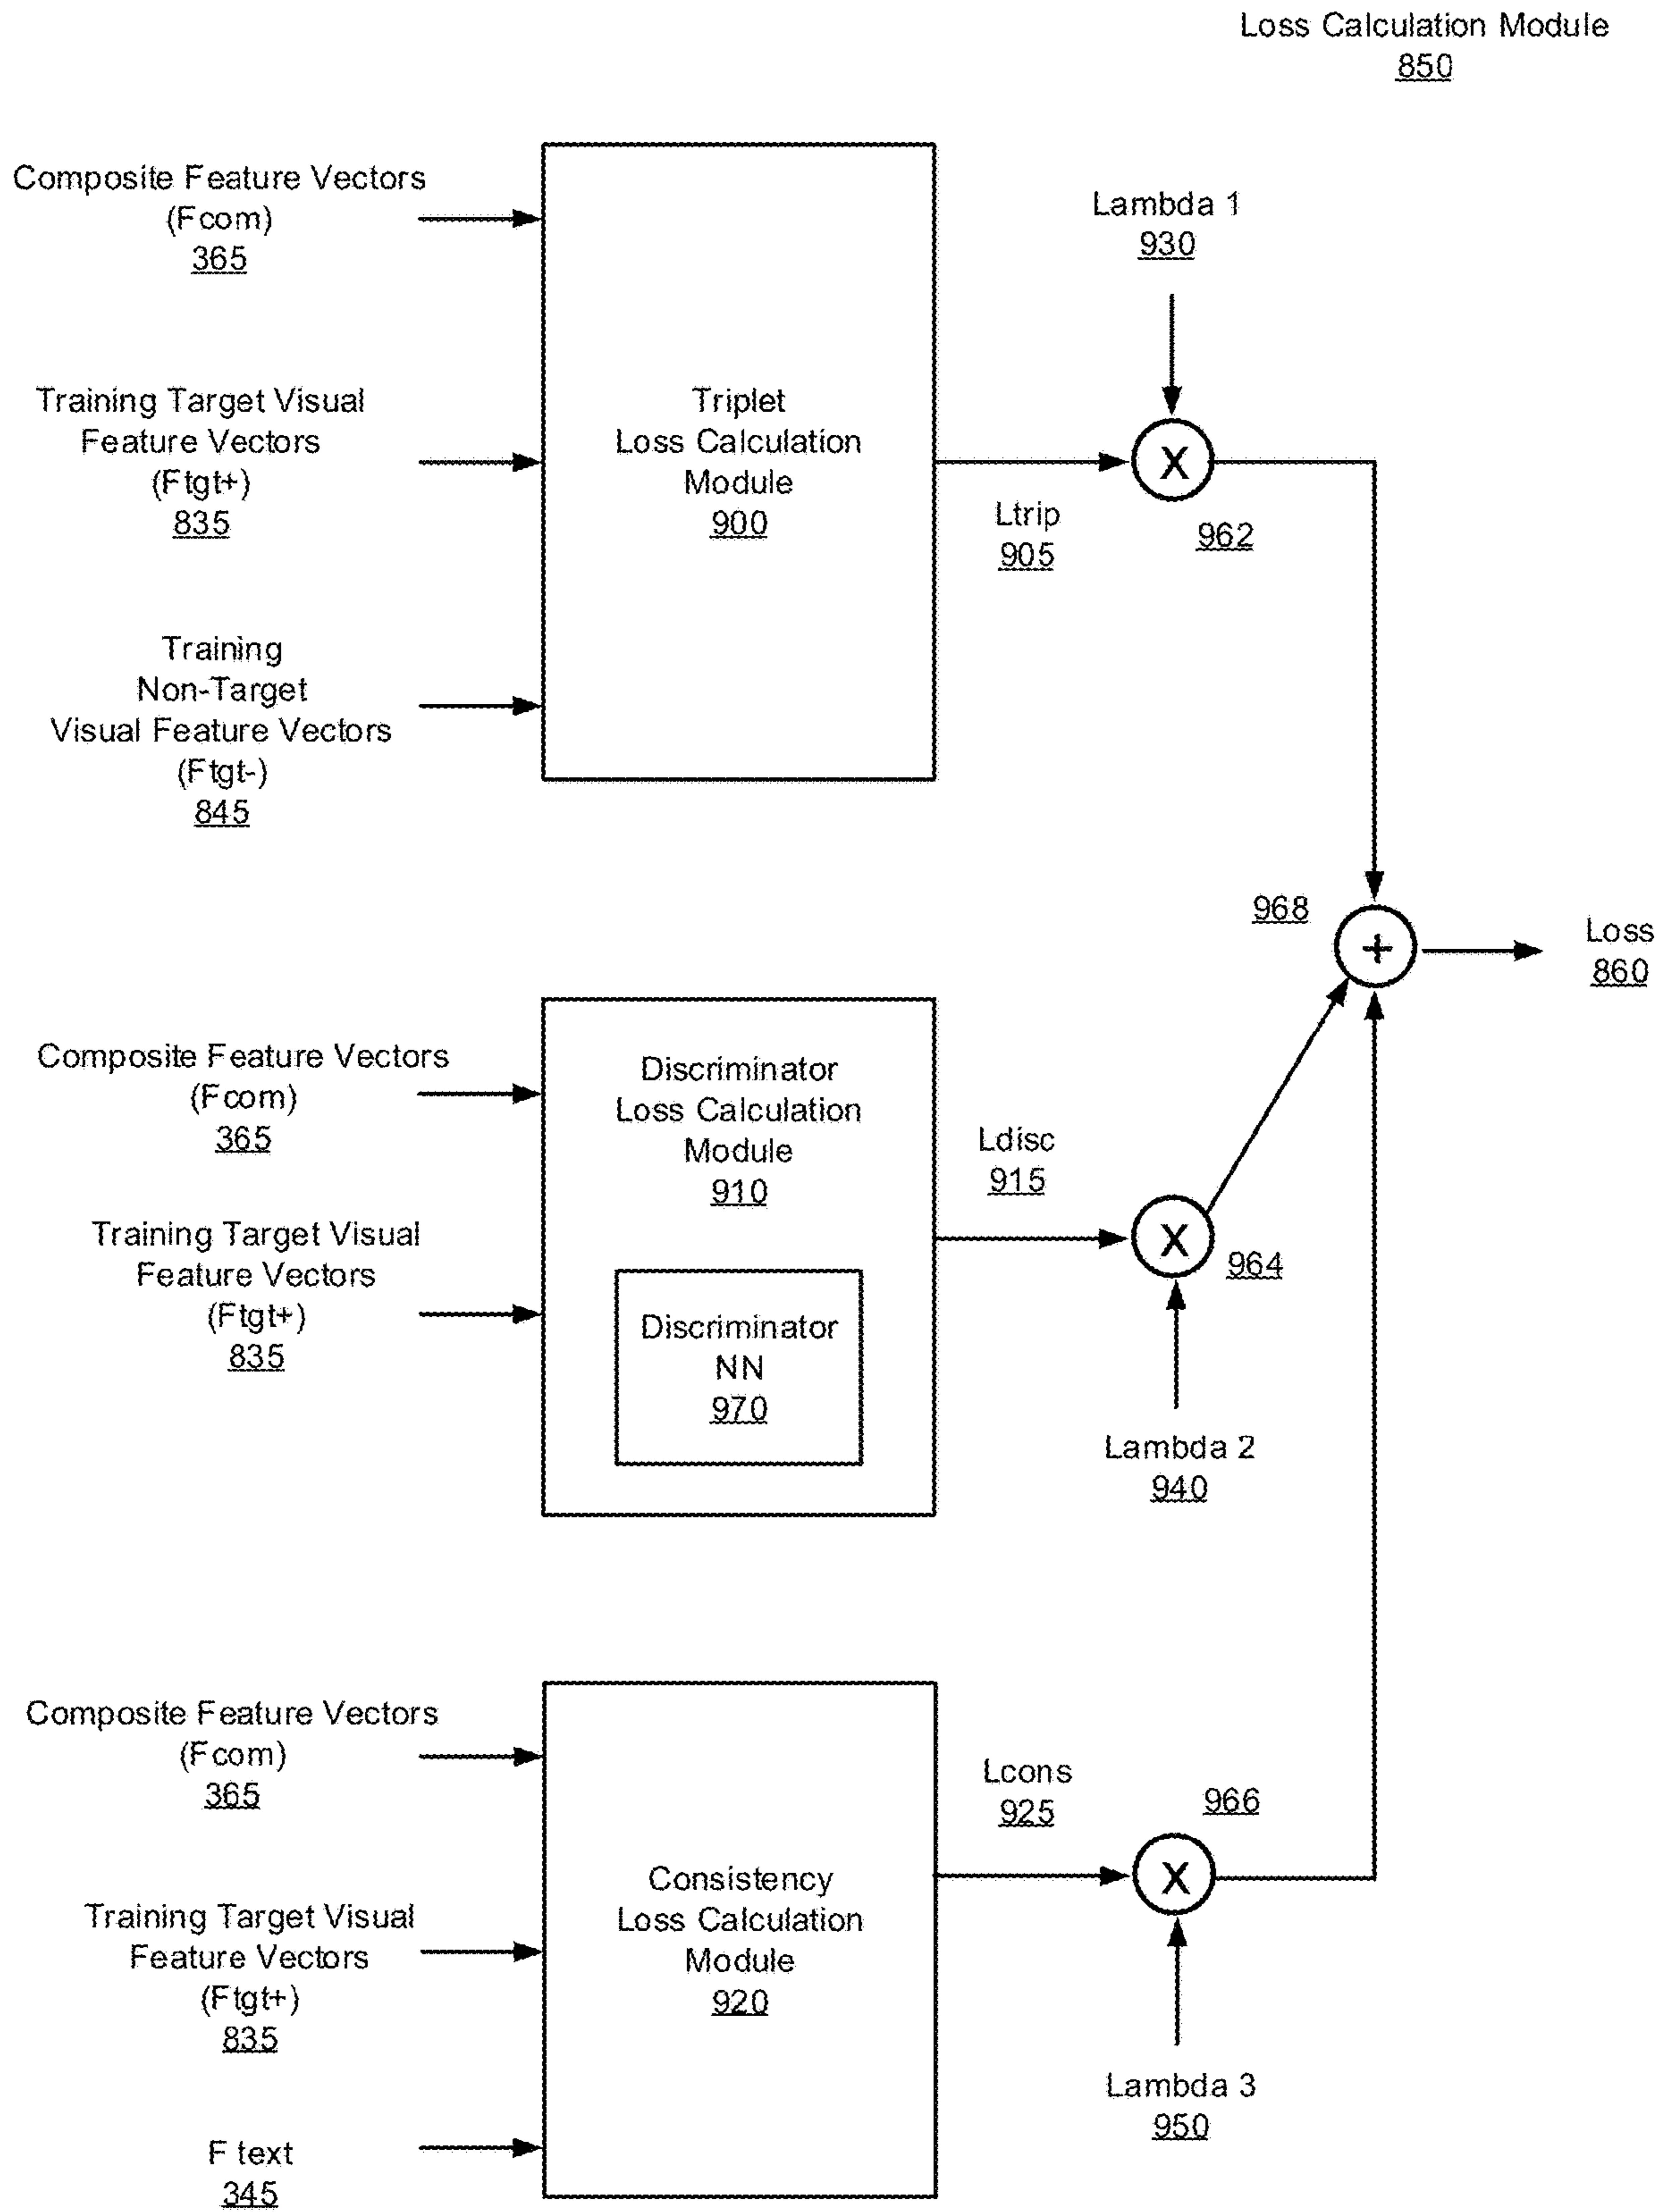 Loss Calculation Module
850
Composite Feature Vectors
(Fcom)
365
Training Target Visual
Feature Vectors
(Ftgt+)
835
Training
Non-Target
Visual Feature Vectors
(Ftgt-)
845
Triplet
Loss Calculation
Module
900
Lambda 1
930
X
Ltrip
905
962
968
+
Loss
860
Composite Feature Vectors
(Fcom)
365
Training Target Visual
Feature Vectors
(Ftgt+)
835
Discriminator
Loss Calculation
Module
910
Discriminator
NN
970
Ldisc
915
X
964
Lambda 2
940
Composite Feature Vectors
(Fcom)
365
Training Target Visual
Feature Vectors
(Ftgt+)
835
F text
345
Consistency
Loss Calculation
Module
920
Lcons
925
966
X
Lambda 3
950